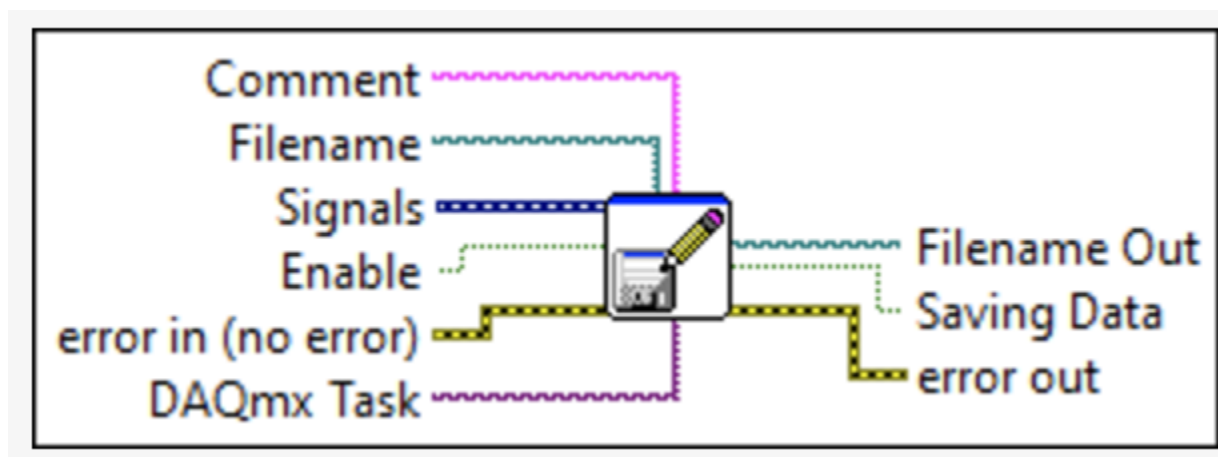 Comment
Filename
Signals
Enable
error in (no error)
DAQmx Task
Filename Out
Saving Data
error out